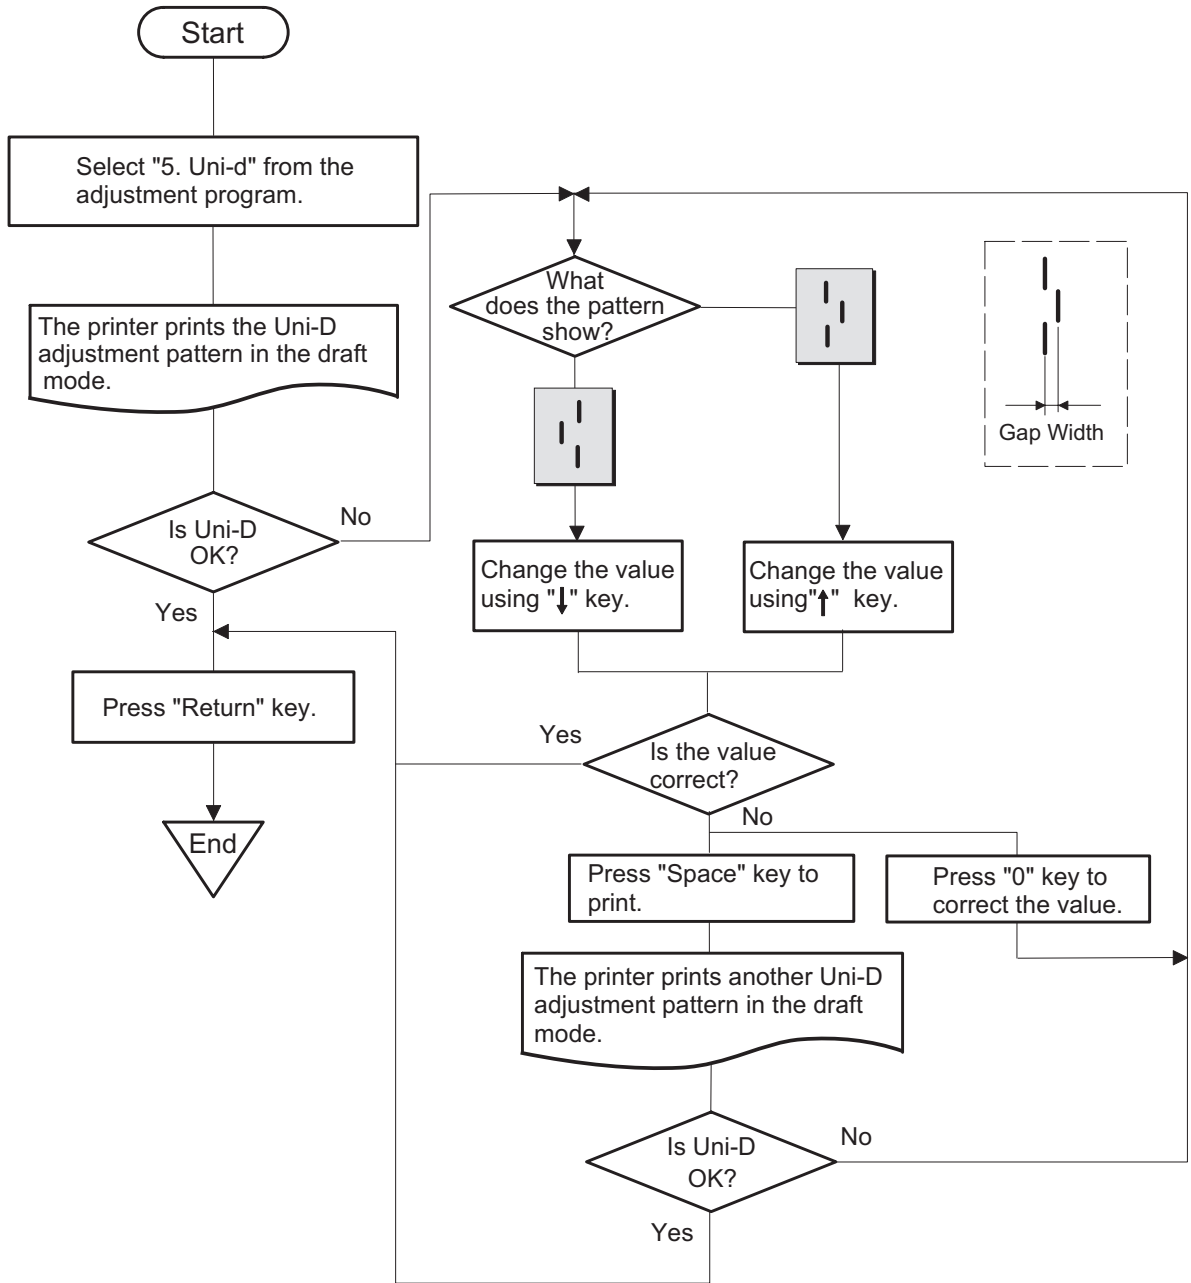 Start
Select "5. Uni-d" from the
adjustment program.
The printer prints the Uni-D
adjustment pattern in the draft
mode.
Is Uni-D
OK?
No
Yes
Press "Return" key.
End
What
does the pattern
show?
Gap Width
Change the value
using "↓" key.
Change the value
using"↑" key.
Is the value
correct?
Yes
No
Press "Space" key to
print.
Press "0" key to
correct the value.
The printer prints another Uni-D
adjustment pattern in the draft
mode.
Is Uni-D
OK?
No
Yes